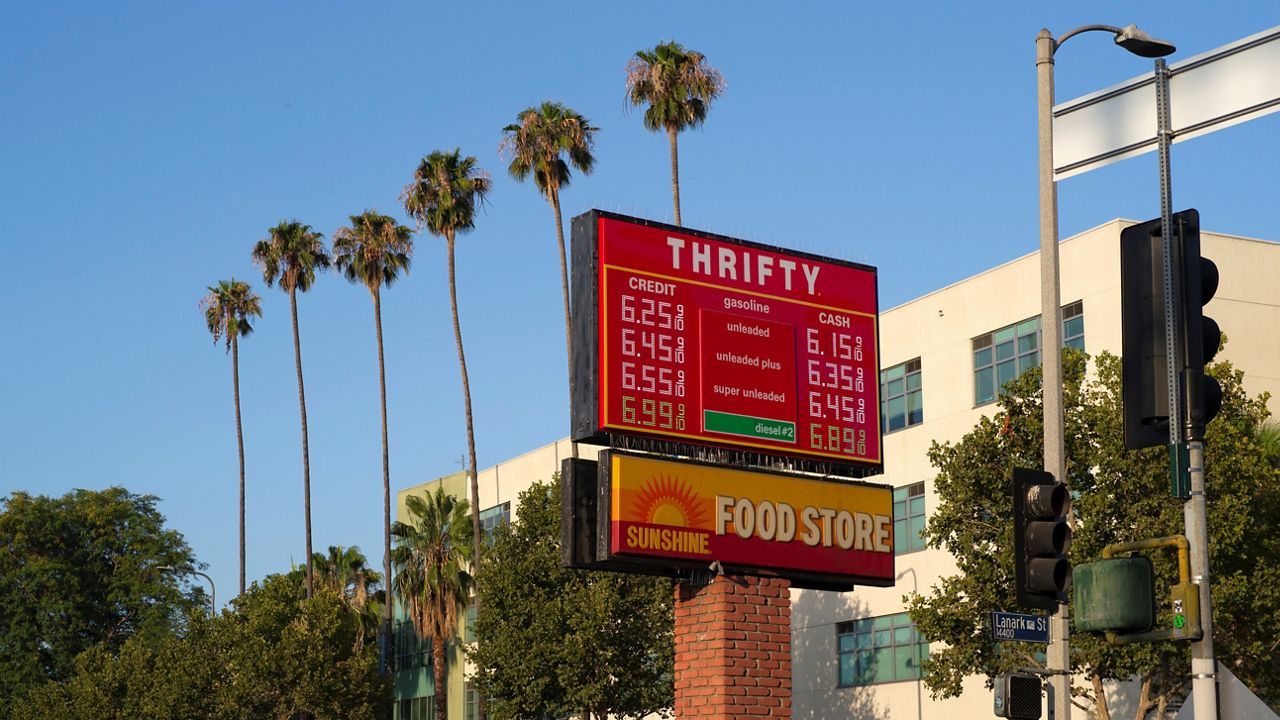 THRIFTY
gasoline
CREDIT
CASH
6.25 9/10
unleaded
6.15 9/10
6.45 9/10
unleaded plus
6.35 9/10
6.55 9/10
super unleaded
6.45 9/10
6.99 9/10
diesel #2
6.89 9/10
SUNSHINE
FOOD STORE
Lanark St
14400